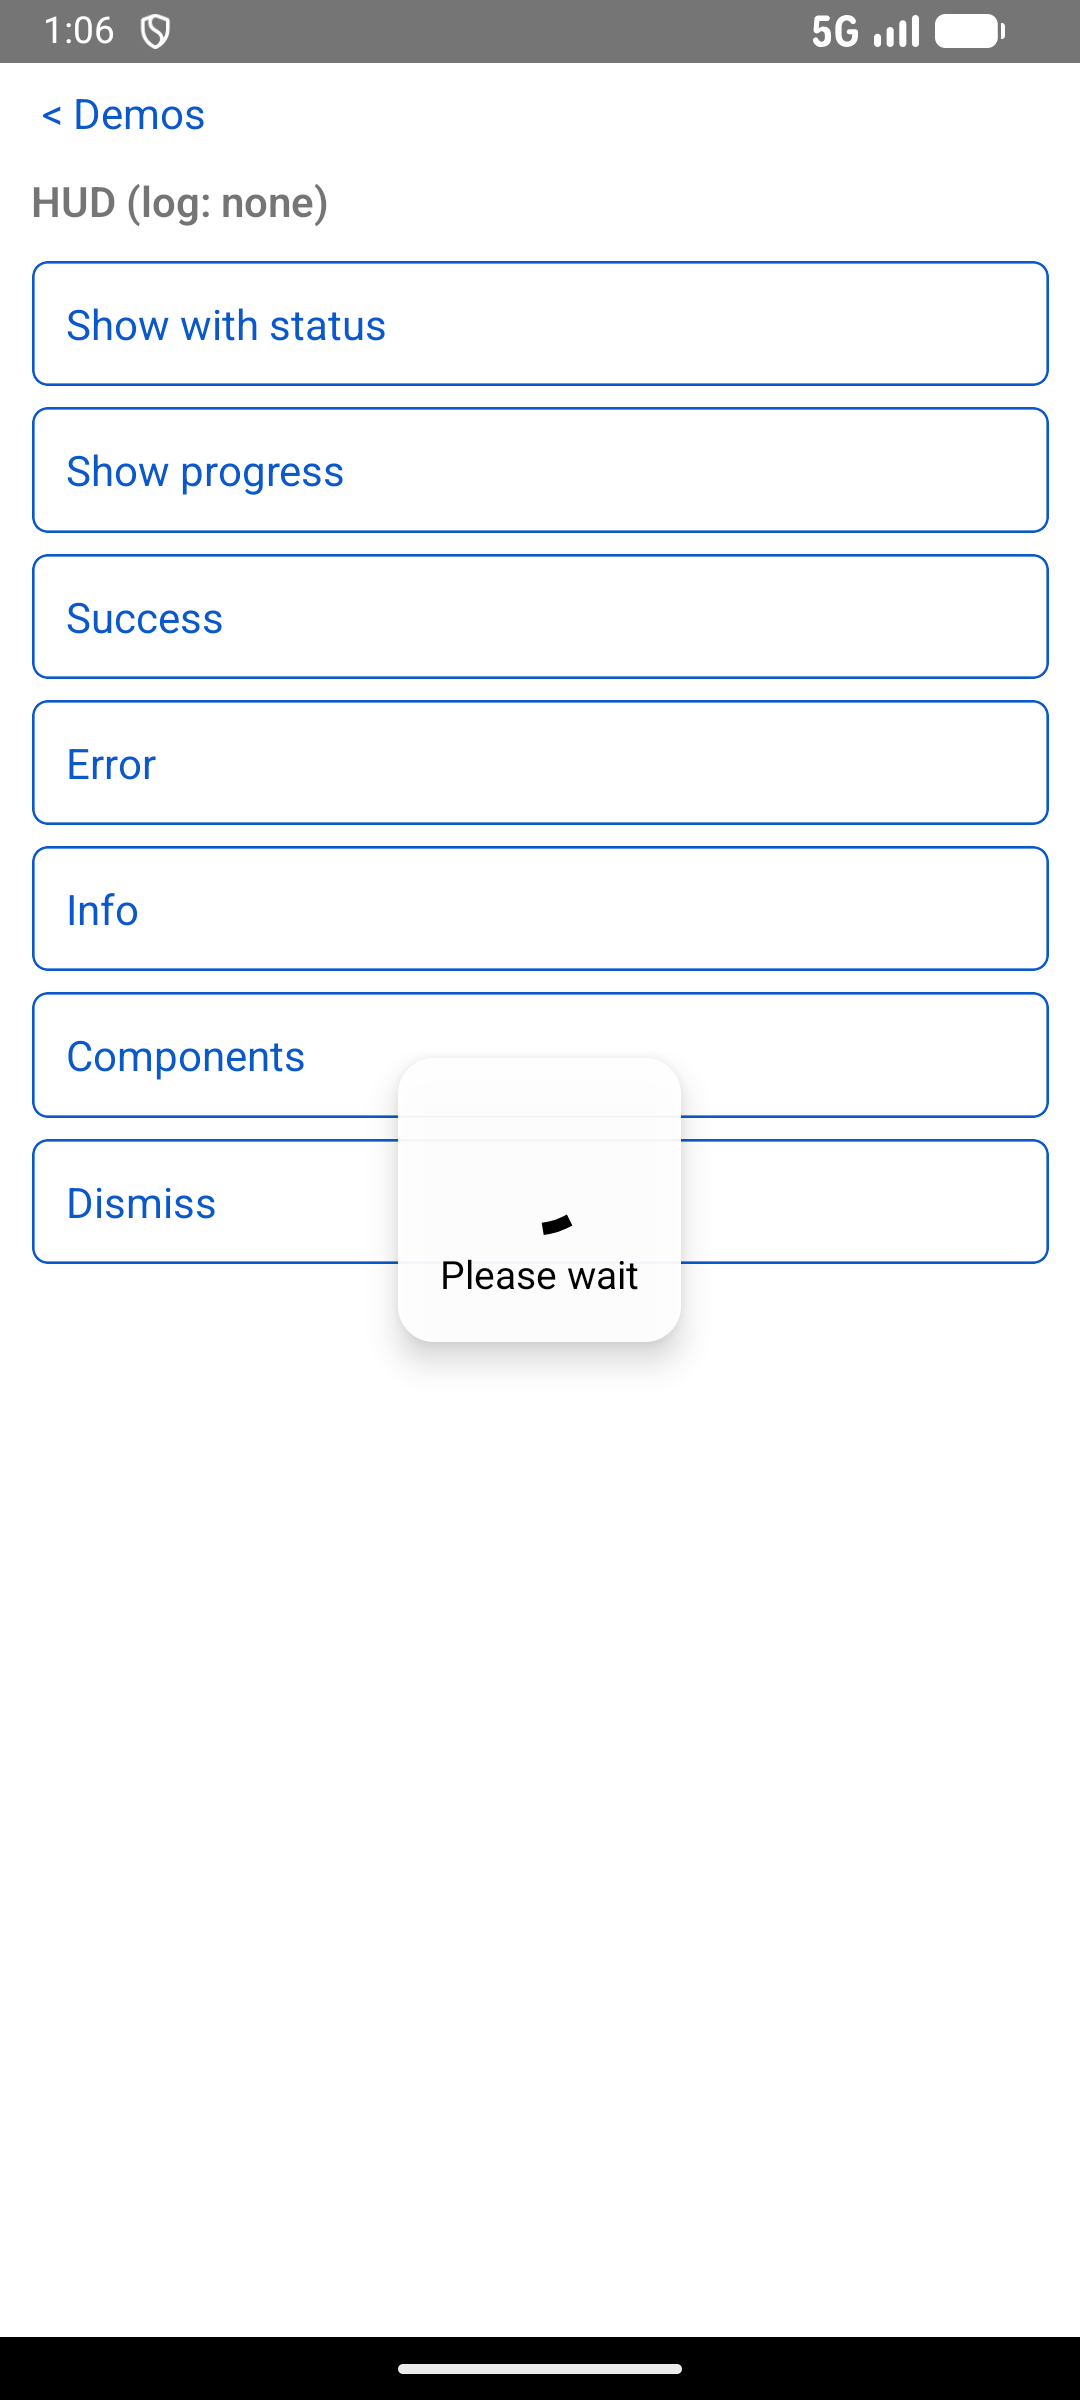 1:06 5G
< Demos
HUD (log: none)
Show with status
Show progress
Success
Error
Info
Components
Dismiss
Please wait